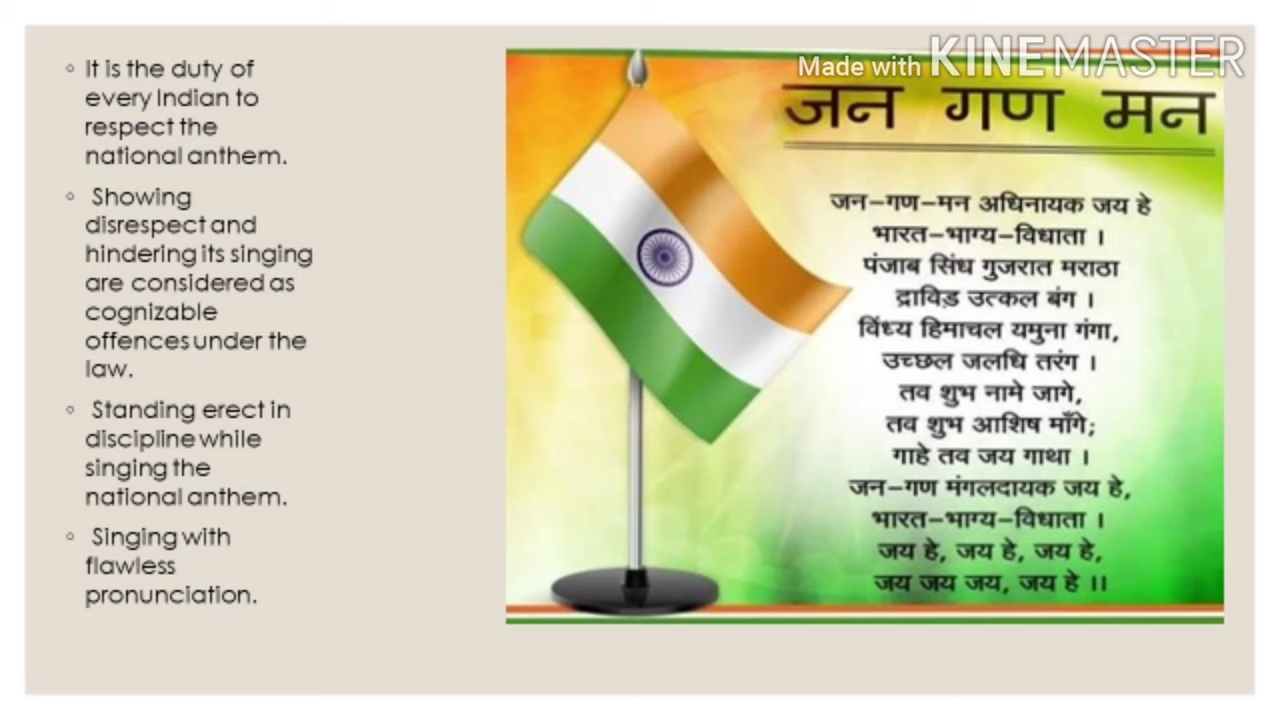 ◦ It is the duty of
every Indian to
respect the
national anthem.
◦ Showing
disrespect and
hindering its singing
are considered as
cognizable
offences under the
law.
◦ Standing erect in
discipline while
singing the
national anthem.
◦ Singing with
flawless
pronunciation.
Made with KINEMASTER
जन गण मन
जन-गण-मन अधिनायक जय हे
भारत-भाग्य-विधाता ।
पंजाब सिंध गुजरात मराठा
द्राविड़ उत्कल बंग ।
विंध्य हिमाचल यमुना गंगा,
उच्छल जलधि तरंग ।
तव शुभ नामे जागे,
तव शुभ आशिष माँगे;
गाहे तव जय गाथा ।
जन-गण मंगलदायक जय हे,
भारत-भाग्य-विधाता ।
जय हे, जय हे, जय हे,
जय जय जय, जय हे ।।